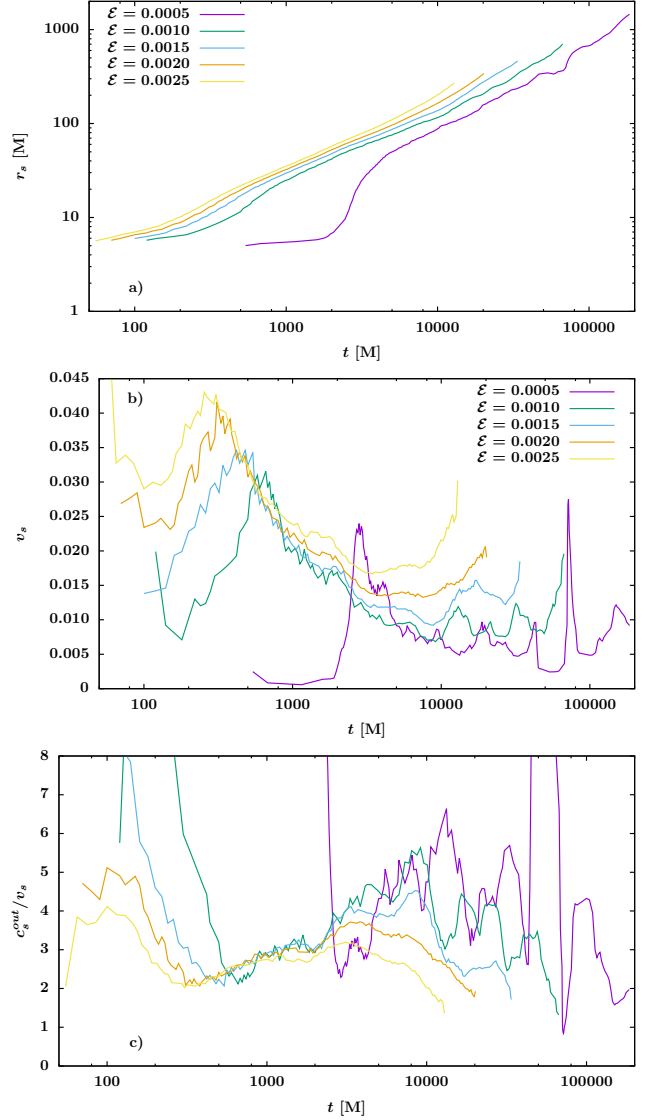 1000
100
10
1
r_s [M]
ℰ = 0.0005
ℰ = 0.0010
ℰ = 0.0015
ℰ = 0.0020
ℰ = 0.0025
a)
100 1000 10000 100000
t [M]
0.045
0.04
0.035
0.03
0.025
0.02
0.015
0.01
0.005
0
v_s
b)
ℰ = 0.0005
ℰ = 0.0010
ℰ = 0.0015
ℰ = 0.0020
ℰ = 0.0025
100 1000 10000 100000
t [M]
8
7
6
5
4
3
2
1
0
c_s^{out}/v_s
c)
100 1000 10000 100000
t [M]